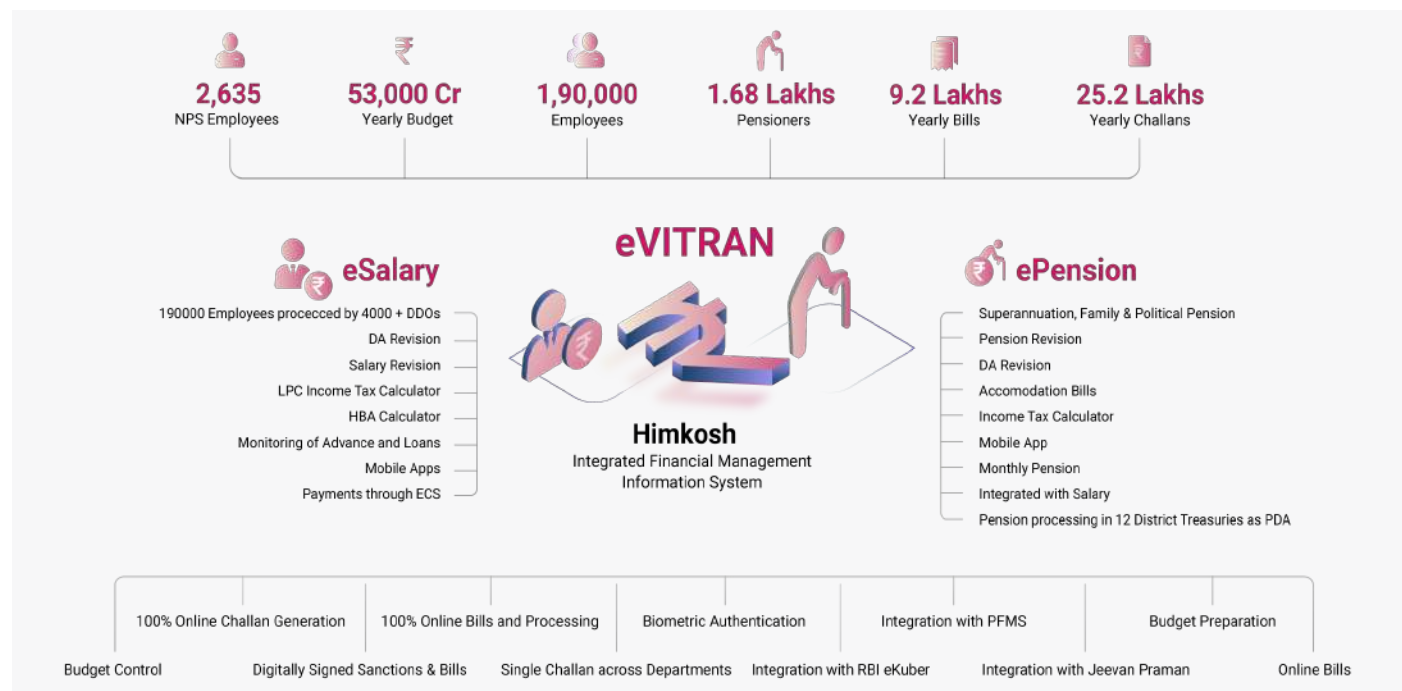 2,635
NPS Employees
53,000 Cr
Yearly Budget
1,90,000
Employees
1.68 Lakhs
Pensioners
9.2 Lakhs
Yearly Bills
25.2 Lakhs
Yearly Challans
eSalary
190000 Employees procecced by 4000 + DDOs
DA Revision
Salary Revision
LPC Income Tax Calculator
HBA Calculator
Monitoring of Advance and Loans
Mobile Apps
Payments through ECS
eVITRAN
Himkosh
Integrated Financial Management
Information System
ePension
Superannuation, Family & Political Pension
Pension Revision
DA Revision
Accomodation Bills
Income Tax Calculator
Mobile App
Monthly Pension
Integrated with Salary
Pension processing in 12 District Treasuries as PDA
100% Online Challan Generation
100% Online Bills and Processing
Biometric Authentication
Integration with PFMS
Budget Preparation
Budget Control
Digitally Signed Sanctions & Bills
Single Challan across Departments
Integration with RBI eKuber
Integration with Jeevan Praman
Online Bills